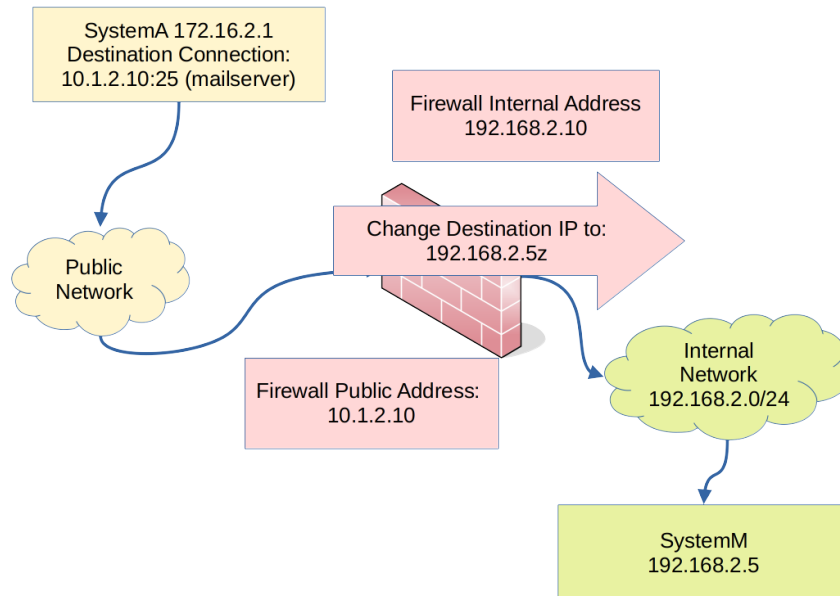 SystemA 172.16.2.1
Destination Connection:
10.1.2.10:25 (mailserver)
Firewall Internal Address
192.168.2.10
Change Destination IP to:
192.168.2.5z
Public
Network
Firewall Public Address:
10.1.2.10
Internal
Network
192.168.2.0/24
SystemM
192.168.2.5